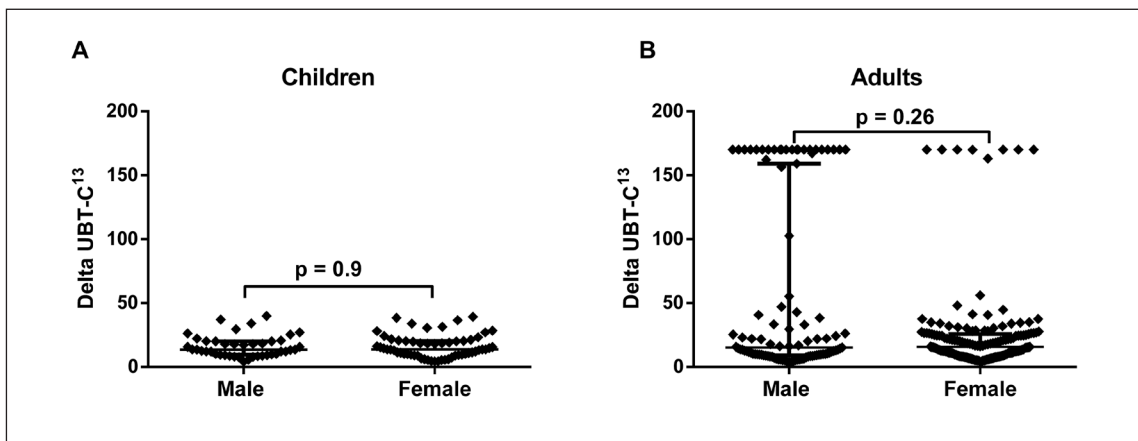 A
Children
200
150
100
50
0
Delta UBT-C¹³
p = 0.9
Male
Female
B
Adults
200
150
100
50
0
Delta UBT-C¹³
p = 0.26
Male
Female